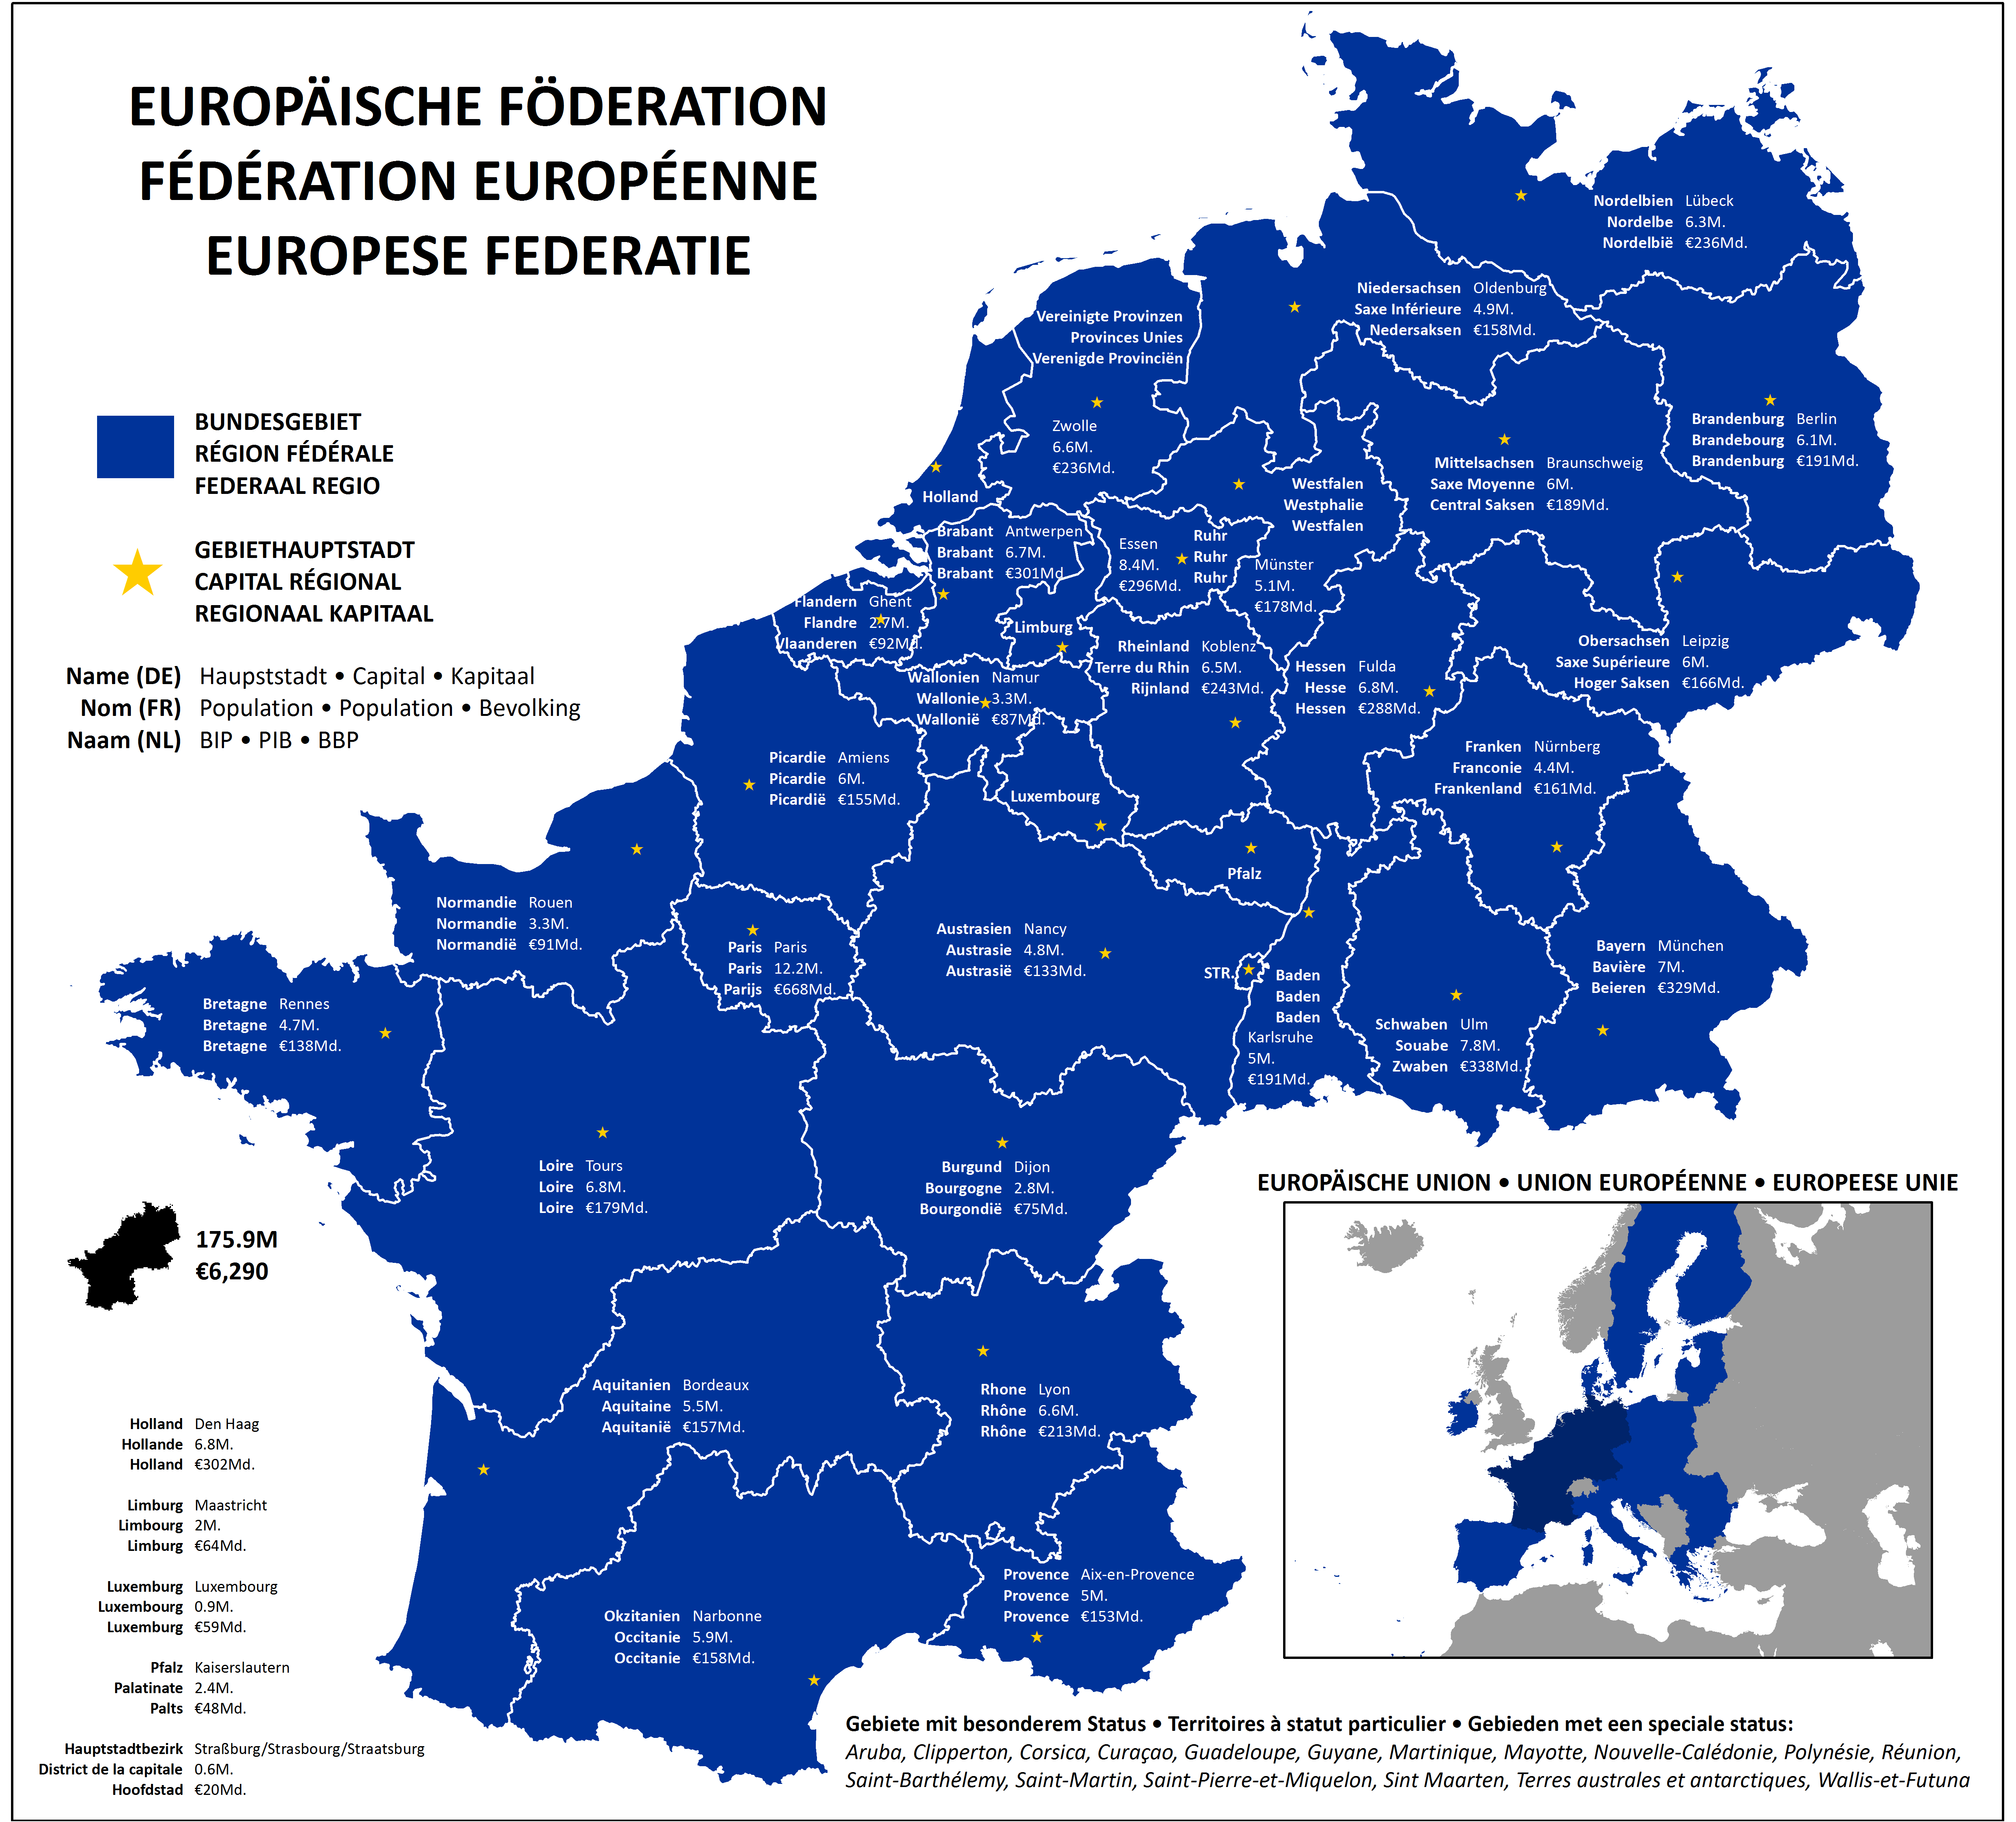 EUROPÄISCHE FÖDERATION
FÉDÉRATION EUROPÉENNE
EUROPESE FEDERATIE
BUNDESGEBIET
RÉGION FÉDÉRALE
FEDERAAL REGIO
GEBIETHAUPTSTADT
CAPITAL RÉGIONAL
REGIONAAL KAPITAAL
Name (DE) Haupststadt • Capital • Kapitaal
Nom (FR) Population • Population • Bevolking
Naam (NL) BIP • PIB • BBP
Nordelbien Lübeck
Nordelbe 6.3M.
Nordelbië €236Md.
Niedersachsen Oldenburg
Saxe Inférieure 4.9M.
Nedersaksen €158Md.
Vereinigte Provinzen
Provinces Unies
Verenigde Provinciën
Zwolle
6.6M.
€236Md.
Brandenburg Berlin
Brandebourg 6.1M.
Brandenburg €191Md.
Mittelsachsen Braunschweig
Saxe Moyenne 6M.
Central Saksen €189Md.
Holland
Westfalen
Westphalie
Westfalen
Münster
5.1M.
€178Md.
Brabant Antwerpen
Brabant 6.7M.
Brabant €301Md
Essen
8.4M.
€296Md.
Ruhr
Ruhr
Ruhr
Flandern Ghent
Flandre 2.7M.
Vlaanderen €92Md.
Limburg
Rheinland Koblenz
Terre du Rhin 6.5M.
Rijnland €243Md.
Hessen Fulda
Hesse 6.8M.
Hessen €288Md.
Obersachsen Leipzig
Saxe Supérieure 6M.
Hoger Saksen €166Md.
Wallonien Namur
Wallonie 3.3M.
Wallonië €87Md.
Franken Nürnberg
Franconie 4.4M.
Frankenland €161Md.
Picardie Amiens
Picardie 6M.
Picardië €155Md.
Luxembourg
Pfalz
Normandie Rouen
Normandie 3.3M.
Normandië €91Md.
Paris Paris
Paris 12.2M.
Parijs €668Md.
Austrasien Nancy
Austrasie 4.8M.
Austrasië €133Md.
STR.
Baden
Baden
Baden
Karlsruhe
5M.
€191Md.
Bayern München
Bavière 7M.
Beieren €329Md.
Schwaben Ulm
Souabe 7.8M.
Zwaben €338Md.
Bretagne Rennes
Bretagne 4.7M.
Bretagne €138Md.
Loire Tours
Loire 6.8M.
Loire €179Md.
Burgund Dijon
Bourgogne 2.8M.
Bourgondië €75Md.
EUROPÄISCHE UNION • UNION EUROPÉENNE • EUROPEESE UNIE
175.9M
€6,290
Aquitanien Bordeaux
Aquitaine 5.5M.
Aquitanië €157Md.
Rhone Lyon
Rhône 6.6M.
Rhône €213Md.
Provence Aix-en-Provence
Provence 5M.
Provence €153Md.
Okzitanien Narbonne
Occitanie 5.9M.
Occitanie €158Md.
Holland Den Haag
Hollande 6.8M.
Holland €302Md.
Limburg Maastricht
Limbourg 2M.
Limburg €64Md.
Luxemburg Luxembourg
Luxembourg 0.9M.
Luxemburg €59Md.
Pfalz Kaiserslautern
Palatinate 2.4M.
Palts €48Md.
Hauptstadtbezirk Straßburg/Strasbourg/Straatsburg
District de la capitale 0.6M.
Hoofdstad €20Md.
Gebiete mit besonderem Status • Territoires à statut particulier • Gebieden met een speciale status:
Aruba, Clipperton, Corsica, Curaçao, Guadeloupe, Guyane, Martinique, Mayotte, Nouvelle-Calédonie, Polynésie, Réunion,
Saint-Barthélemy, Saint-Martin, Saint-Pierre-et-Miquelon, Sint Maarten, Terres australes et antarctiques, Wallis-et-Futuna